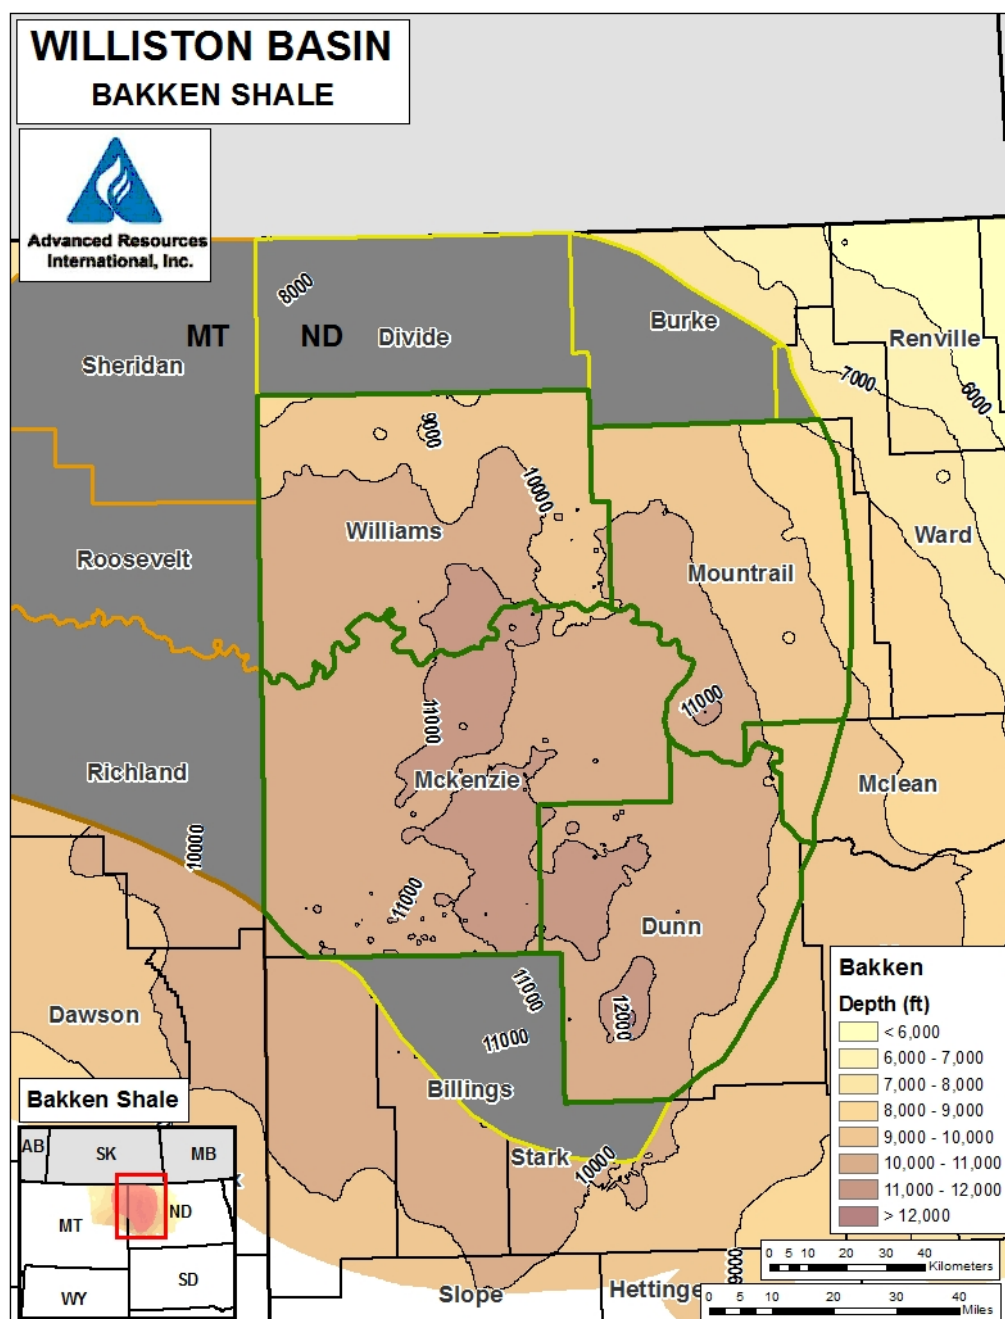 WILLISTON BASIN
BAKKEN SHALE
Advanced Resources
International, Inc.
8000
MT
ND
Divide
Burke
Renville
Sheridan
7000
6000
9000
10000
Williams
Ward
Roosevelt
Mountrail
11000
11000
Richland
Mckenzie
Mclean
10000
11000
Dunn
Dawson
11000
11000
12000
Billings
Stark
10000
Slope
Hettinge
Bakken
Depth (ft)
< 6,000
6,000 - 7,000
7,000 - 8,000
8,000 - 9,000
9,000 - 10,000
10,000 - 11,000
11,000 - 12,000
> 12,000
Bakken Shale
AB
SK
MB
MT
ND
SD
WY
0 5 10 20 30 40
Kilometers
0 5 10 20 30 40
Miles